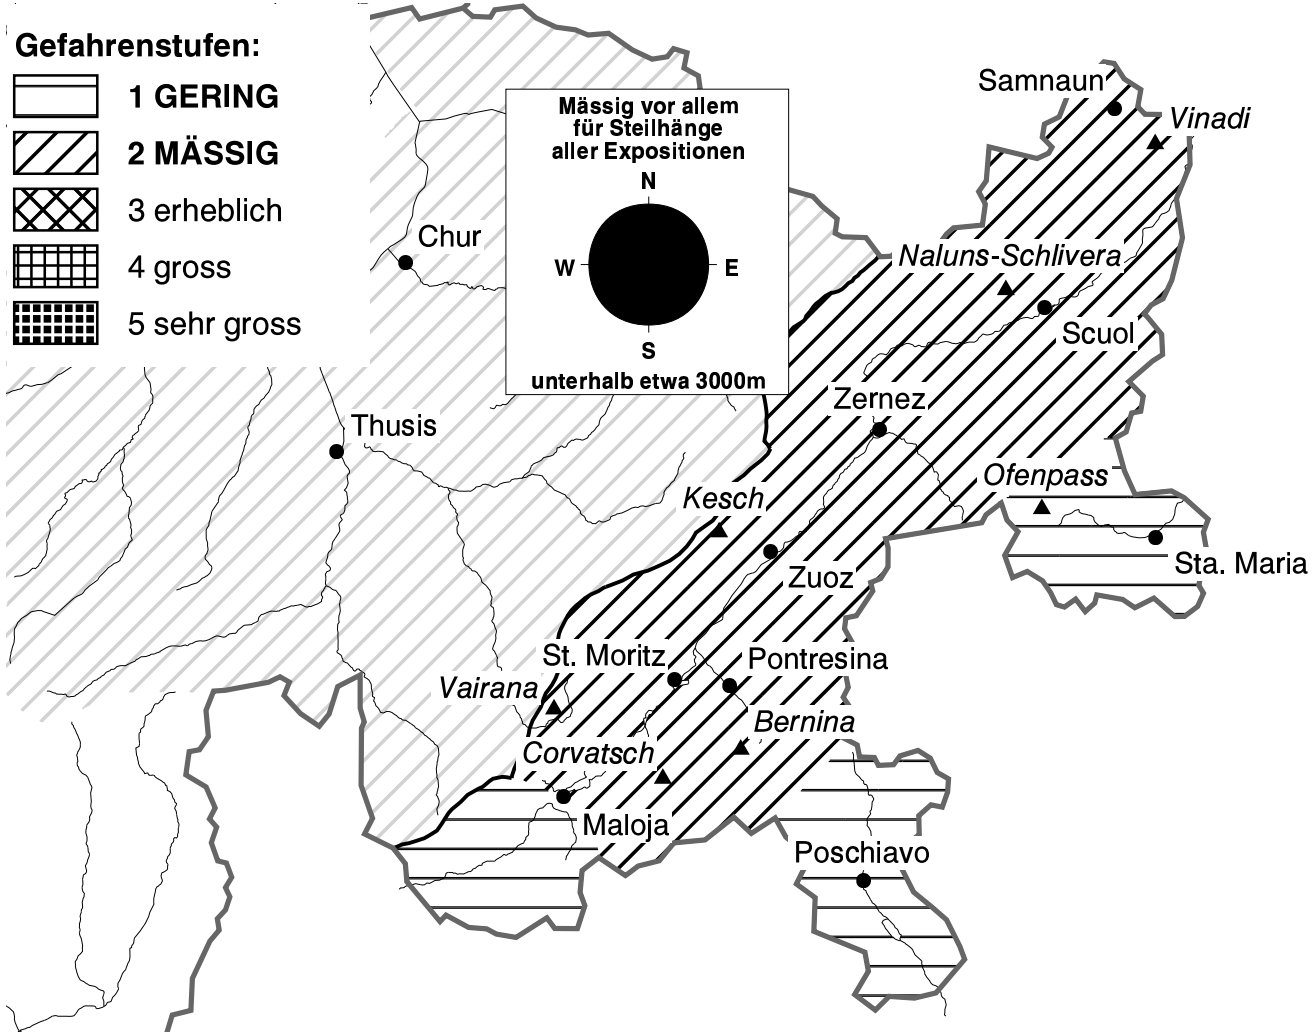 Gefahrenstufen:
1 GERING
2 MÄSSIG
3 erheblich
4 gross
5 sehr gross
Mässig vor allem
für Steilhänge
aller Expositionen
N
W
E
S
unterhalb etwa 3000m
Samnaun
Vinadi
Chur
Naluns-Schlivera
Scuol
Zernez
Thusis
Ofenpass
Kesch
Sta. Maria
Zuoz
St. Moritz
Pontresina
Vairana
Bernina
Corvatsch
Maloja
Poschiavo